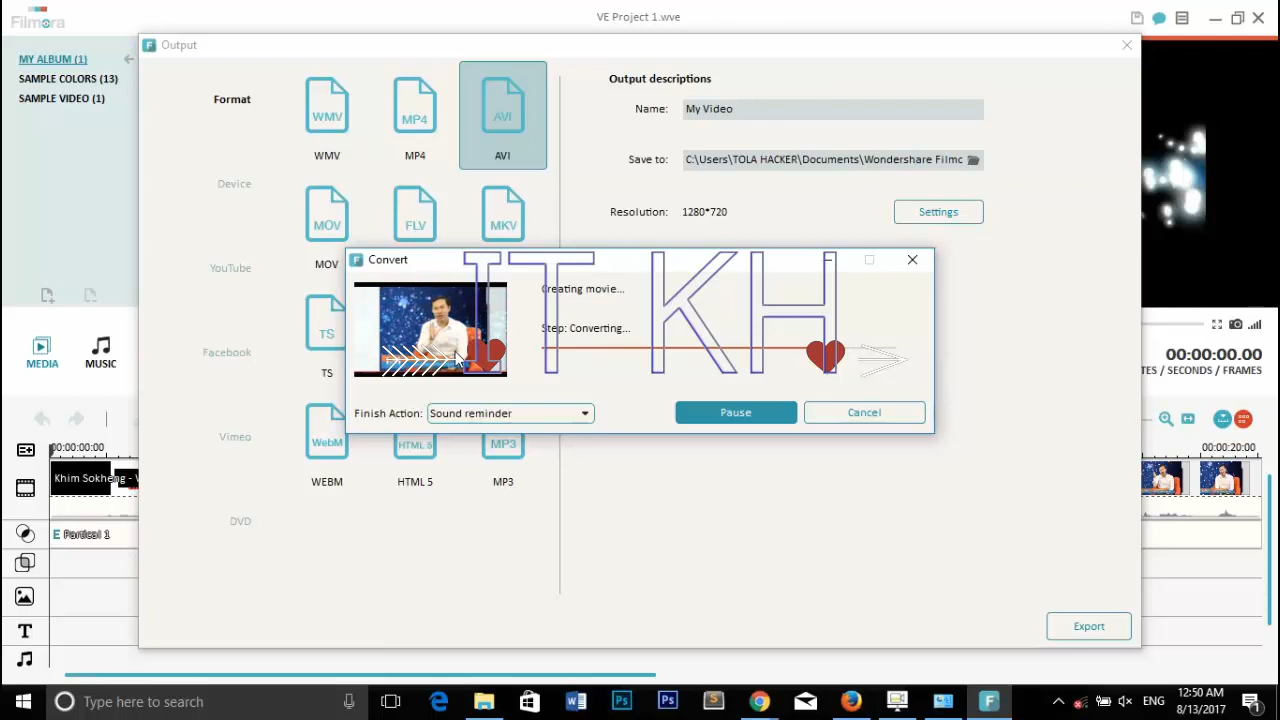 Filmora
VE Project 1.wve
MY ALBUM (1)
SAMPLE COLORS (13)
SAMPLE VIDEO (1)
MEDIA
MUSIC
Output
Format
Device
YouTube
Facebook
Vimeo
DVD
WMV
MP4
AVI
WMV
MP4
AVI
MOV
FLV
MKV
MOV
TS
TS
WebM
HTML 5
MP3
WEBM
HTML 5
MP3
Output descriptions
Name: My Video
Save to: C:\Users\TOLA HACKER\Documents\Wondershare Filmc
Resolution: 1280*720
Settings
Convert
IT KH
Creating movie...
Step: Converting...
Finish Action: Sound reminder
Pause
Cancel
Export
00:00:00.00
TES / SECONDS / FRAMES
00:00:00:00
00:00:20:00
Khim Sokheng - V
E Partical 1
T
Type here to search
ENG
12:50 AM
8/13/2017